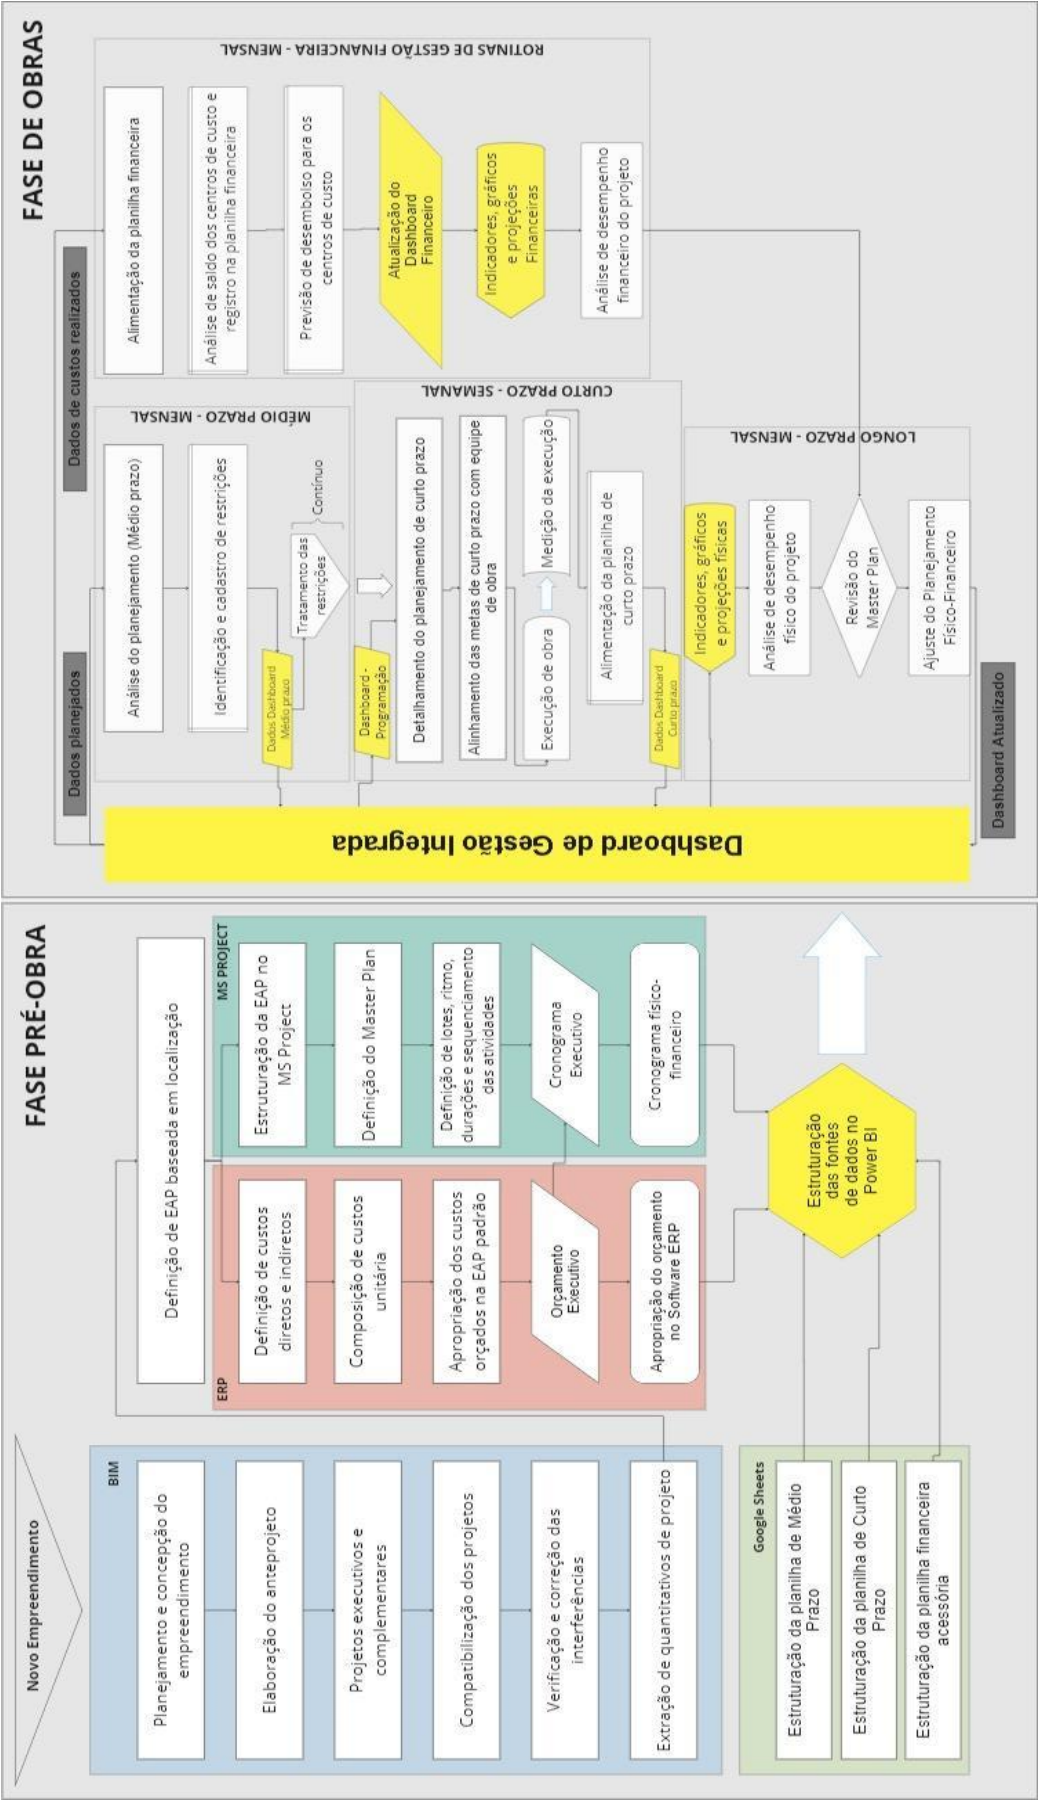 FASE PRÉ-OBRA
Novo Empreendimento
BIM
Planejamento e concepção do
empreendimento
Elaboração do anteprojeto
Projetos executivos e
complementares
Compatibilização dos projetos
Verificação e correção das
interferências
Extração de quantitativos de projeto
Definição de EAP baseada em localização
ERP
Definição de custos
diretos e indiretos
Composição de custos
unitária
Apropriação dos custos
orçados na EAP padrão
Orçamento
Executivo
Apropriação do orçamento
no Software ERP
MS PROJECT
Estruturação da EAP no
MS Project
Definição do Master Plan
Definição de lotes, ritmo,
durações e sequenciamento
das atividades
Cronograma
Executivo
Cronograma físico-
financeiro
Google Sheets
Estruturação da planilha de Médio
Prazo
Estruturação da planilha de Curto
Prazo
Estruturação da planilha financeira
acessória
Estruturação
das fontes
de dados no
Power BI
FASE DE OBRAS
Dados planejados
Dados de custos realizados
Dashboard de Gestão Integrada
MÉDIO PRAZO - MENSAL
Análise do planejamento (Médio prazo)
Identificação e cadastro de restrições
Dados Dashboard
Médio prazo
Tratamento das
restrições
Contínuo
CURTO PRAZO - SEMANAL
Dashboard -
Programação
Detalhamento do planejamento de curto prazo
Alinhamento das metas de curto prazo com equipe
de obra
Execução de obra
Medição da execução
Alimentação da planilha de
curto prazo
Dados Dashboard
Curto prazo
LONGO PRAZO - MENSAL
Indicadores, gráficos
e projeções físicas
Análise de desempenho
físico do projeto
Revisão do
Master Plan
Ajuste do Planejamento
Físico-Financeiro
Dashboard Atualizado
ROTINAS DE GESTÃO FINANCEIRA - MENSAL
Alimentação da planilha financeira
Análise de saldo dos centros de custo e
registro na planilha financeira
Previsão de desembolso para os
centros de custo
Atualização do
Dashboard
Financeiro
Indicadores, gráficos
e projeções
Financeiras
Análise de desempenho
financeiro do projeto